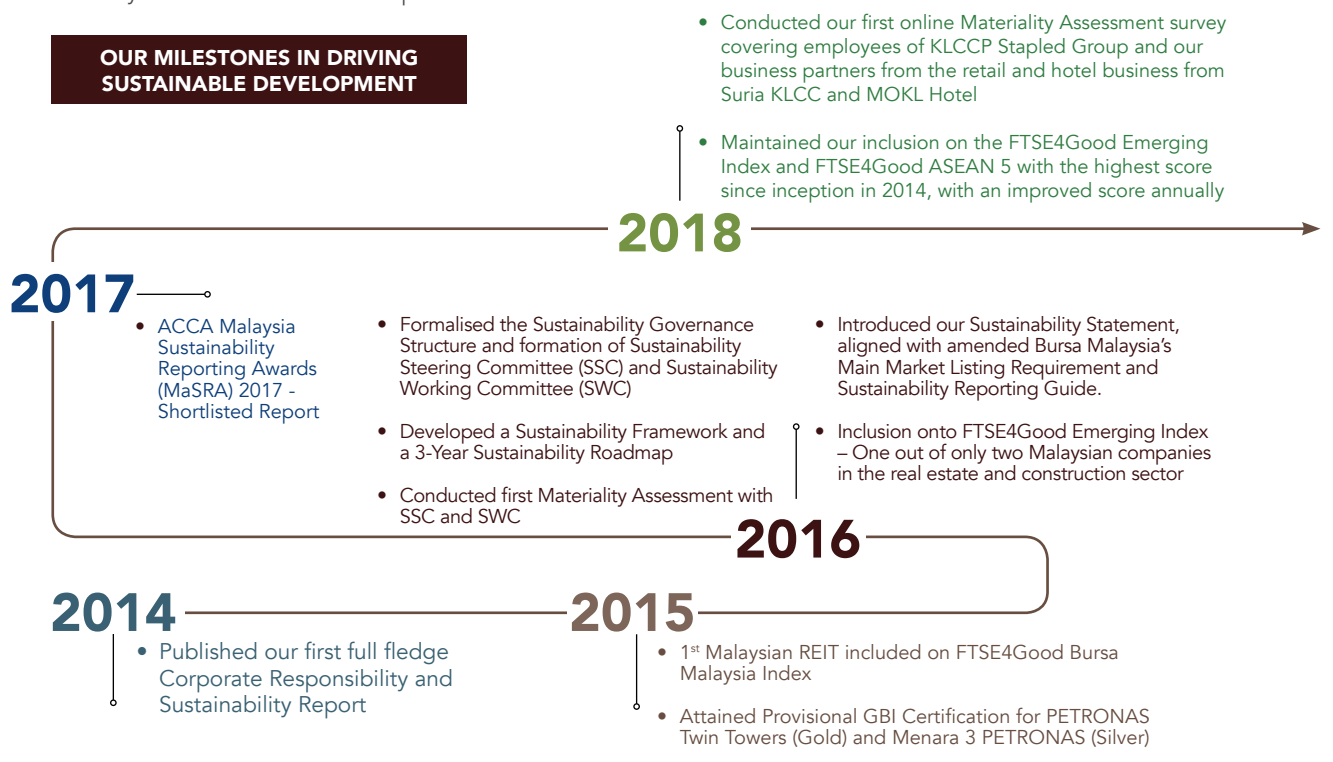 OUR MILESTONES IN DRIVING
SUSTAINABLE DEVELOPMENT
• Conducted our first online Materiality Assessment survey
covering employees of KLCCP Stapled Group and our
business partners from the retail and hotel business from
Suria KLCC and MOKL Hotel
• Maintained our inclusion on the FTSE4Good Emerging
Index and FTSE4Good ASEAN 5 with the highest score
since inception in 2014, with an improved score annually
2018
2017
• ACCA Malaysia
Sustainability
Reporting Awards
(MaSRA) 2017 -
Shortlisted Report
• Formalised the Sustainability Governance
Structure and formation of Sustainability
Steering Committee (SSC) and Sustainability
Working Committee (SWC)
• Developed a Sustainability Framework and
a 3-Year Sustainability Roadmap
• Conducted first Materiality Assessment with
SSC and SWC
• Introduced our Sustainability Statement,
aligned with amended Bursa Malaysia’s
Main Market Listing Requirement and
Sustainability Reporting Guide.
• Inclusion onto FTSE4Good Emerging Index
– One out of only two Malaysian companies
in the real estate and construction sector
2016
2014
• Published our first full fledge
Corporate Responsibility and
Sustainability Report
2015
• 1st Malaysian REIT included on FTSE4Good Bursa
Malaysia Index
• Attained Provisional GBI Certification for PETRONAS
Twin Towers (Gold) and Menara 3 PETRONAS (Silver)